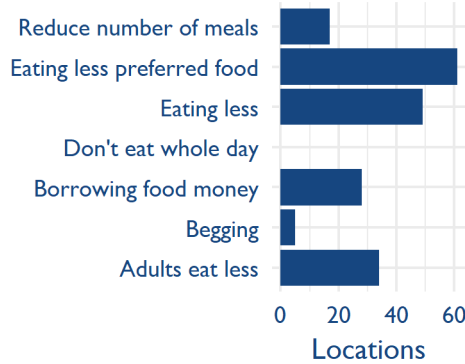 Reduce number of meals
Eating less preferred food
Eating less
Don't eat whole day
Borrowing food money
Begging
Adults eat less
0 20 40 60
Locations